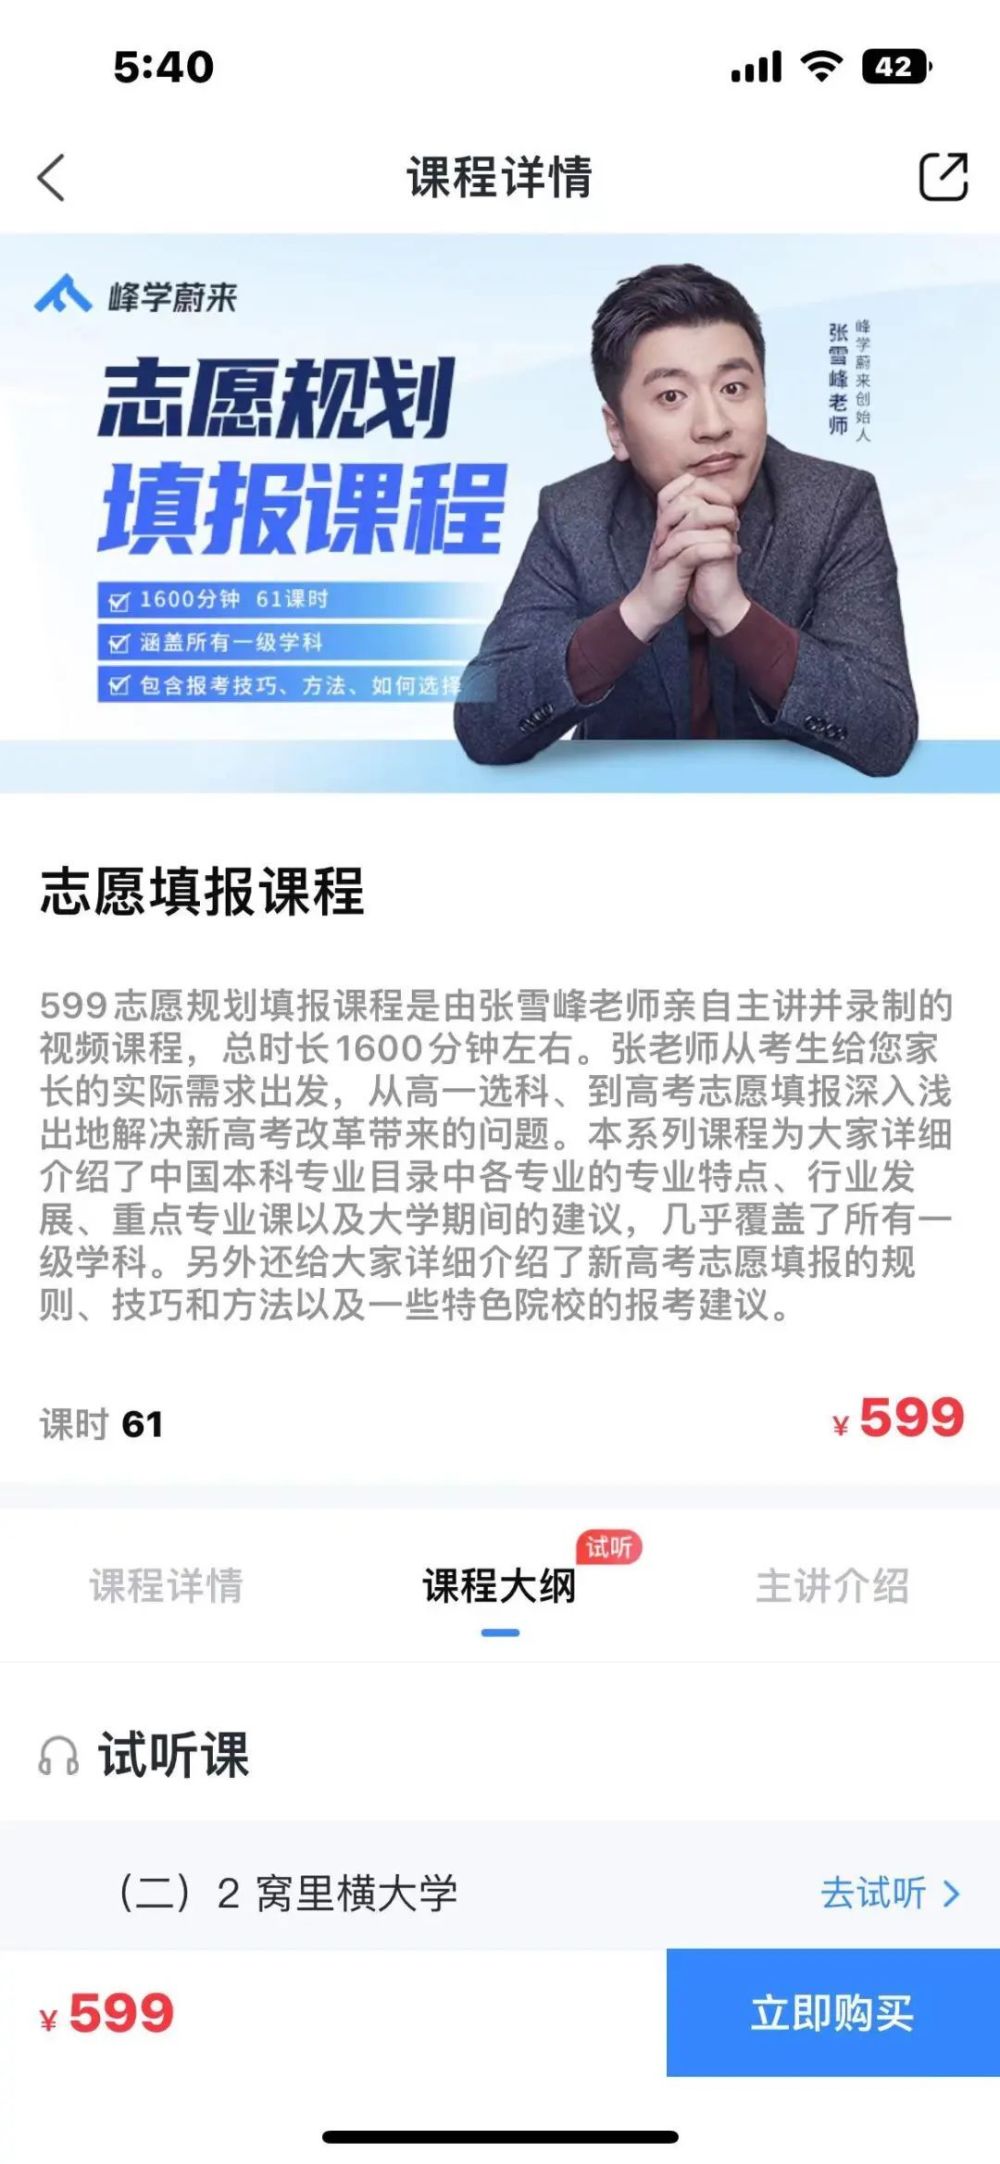 5:40
42
课程详情
峰学蔚来
志愿规划
填报课程
1600分钟 61课时
涵盖所有一级学科
包含报考技巧、方法、如何选择
峰学蔚来创始人
张雪峰老师
志愿填报课程
599志愿规划填报课程是由张雪峰老师亲自主讲并录制的
视频课程，总时长1600分钟左右。张老师从考生给您家
长的实际需求出发，从高一选科、到高考志愿填报深入浅
出地解决新高考改革带来的问题。本系列课程为大家详细
介绍了中国本科专业目录中各专业的专业特点、行业发
展、重点专业课以及大学期间的建议，几乎覆盖了所有一
级学科。另外还给大家详细介绍了新高考志愿填报的规
则、技巧和方法以及一些特色院校的报考建议。
课时 61
¥ 599
课程详情
课程大纲
试听
主讲介绍
试听课
（二）2 窝里横大学
去试听
¥ 599
立即购买